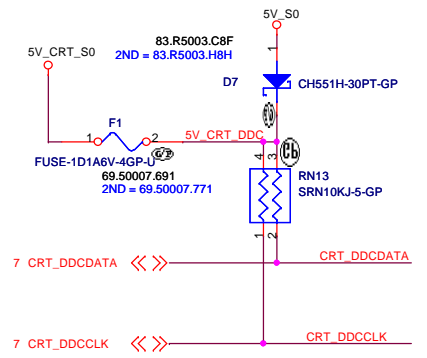 5V_S0
83.R5003.C8F
2ND = 83.R5003.H8H
5V_CRT_S0
1
D7
CH551H-30PT-GP
F1
1
2
5V_CRT_DDC
FUSE-1D1A6V-4GP-U
69.50007.691
2ND = 69.50007.771
4
3
RN13
SRN10KJ-5-GP
1
2
7 CRT_DDCDATA
CRT_DDCDATA
7 CRT_DDCCLK
CRT_DDCCLK